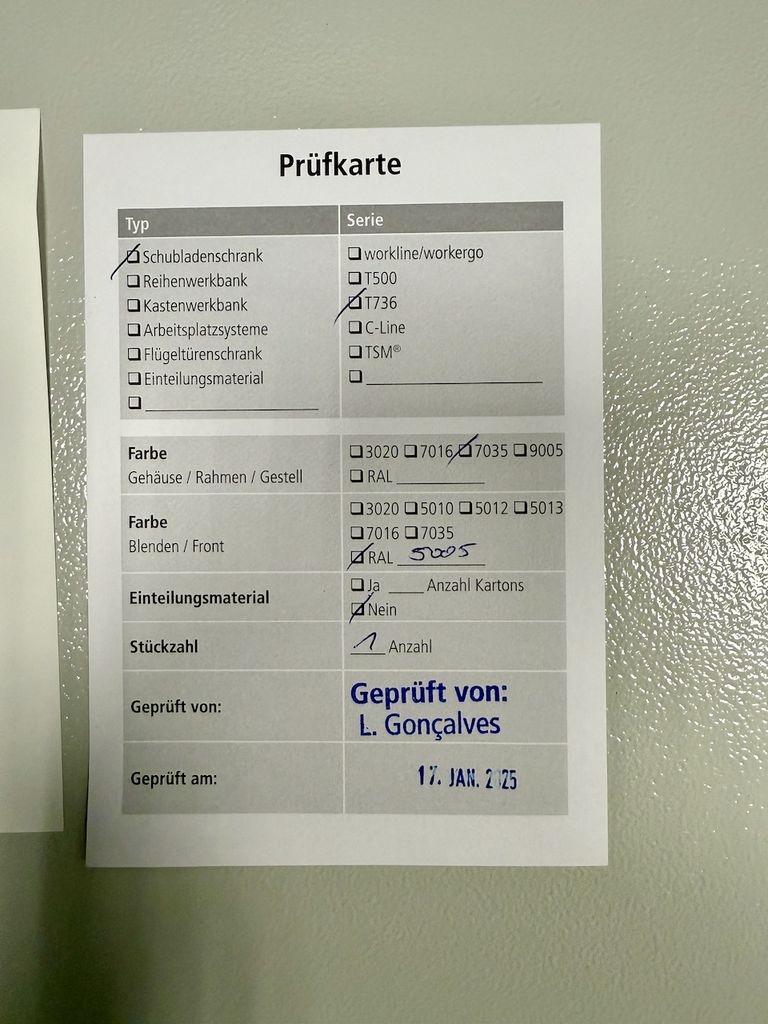 Prüfkarte
Typ
Serie
Schubladenschrank
Reihenwerkbank
Kastenwerkbank
Arbeitsplatzsysteme
Flügeltürenschrank
Einteilungsmaterial
workline/workergo
T500
T736
C-Line
TSM®
Farbe
Gehäuse / Rahmen / Gestell
3020 7016 7035 9005
RAL
Farbe
Blenden / Front
3020 5010 5012 5013
7016 7035
RAL 5005
Einteilungsmaterial
Ja ____ Anzahl Kartons
Nein
Stückzahl
1 Anzahl
Geprüft von:
Geprüft von:
L. Gonçalves
Geprüft am:
17. JAN. 2025